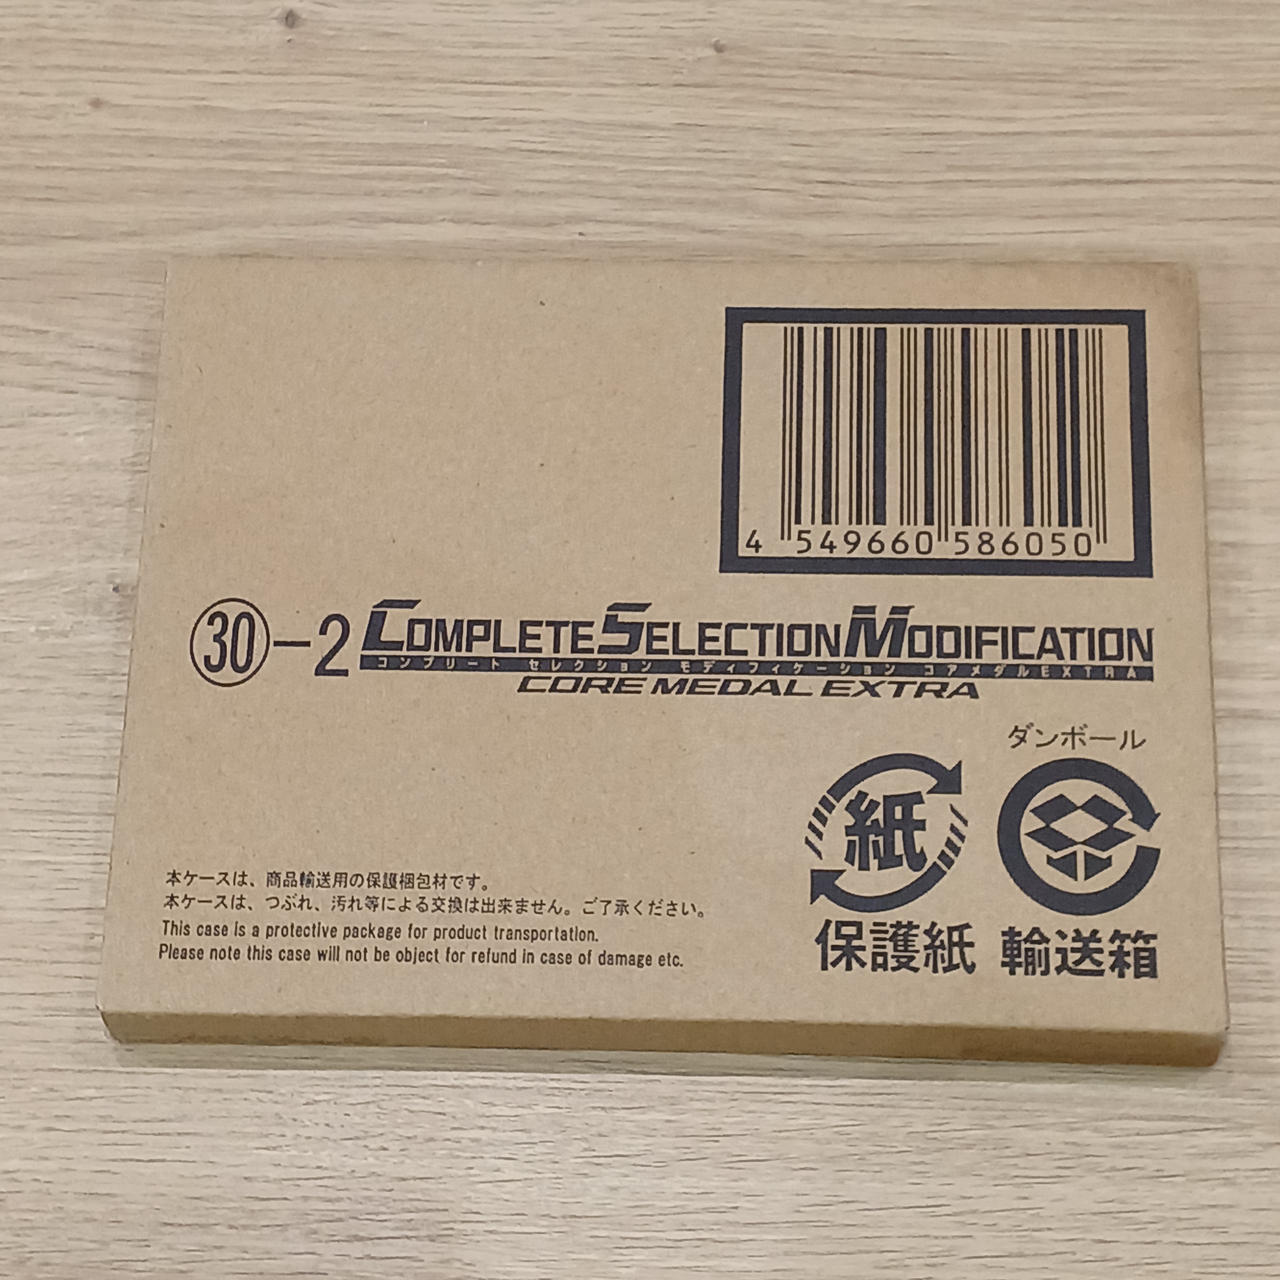 4 549660 586050
㉚-2 COMPLETE SELECTION MODIFICATION
コンプリート セレクション モディフィケーション コアメダルEXTRA
CORE MEDAL EXTRA
ダンボール
紙
保護紙 輸送箱
本ケースは、商品輸送用の保護梱包材です。
本ケースは、つぶれ、汚れ等による交換は出来ません。ご了承ください。
This case is a protective package for product transportation.
Please note this case will not be object for refund in case of damage etc.